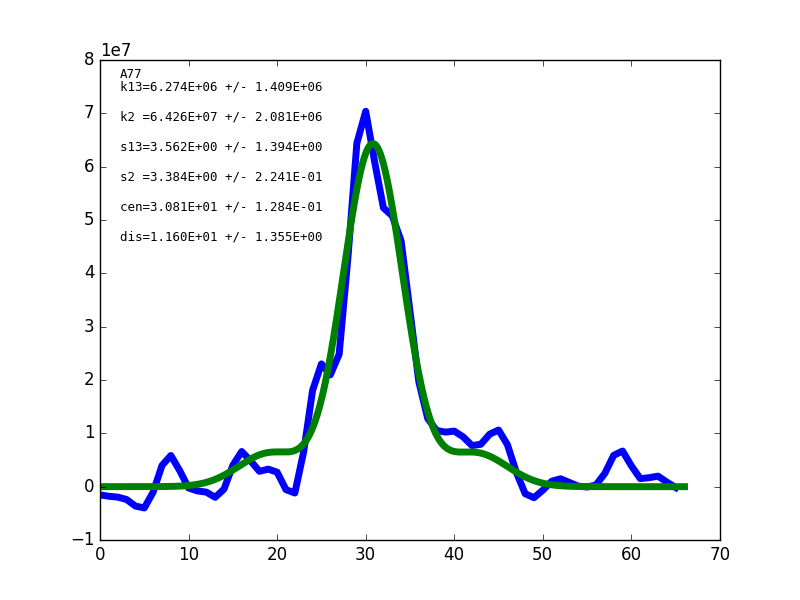 1e7
A77
k13=6.274E+06 +/- 1.409E+06
k2 =6.426E+07 +/- 2.081E+06
s13=3.562E+00 +/- 1.394E+00
s2 =3.384E+00 +/- 2.241E-01
cen=3.081E+01 +/- 1.284E-01
dis=1.160E+01 +/- 1.355E+00
8
7
6
5
4
3
2
1
0
−1
0 10 20 30 40 50 60 70